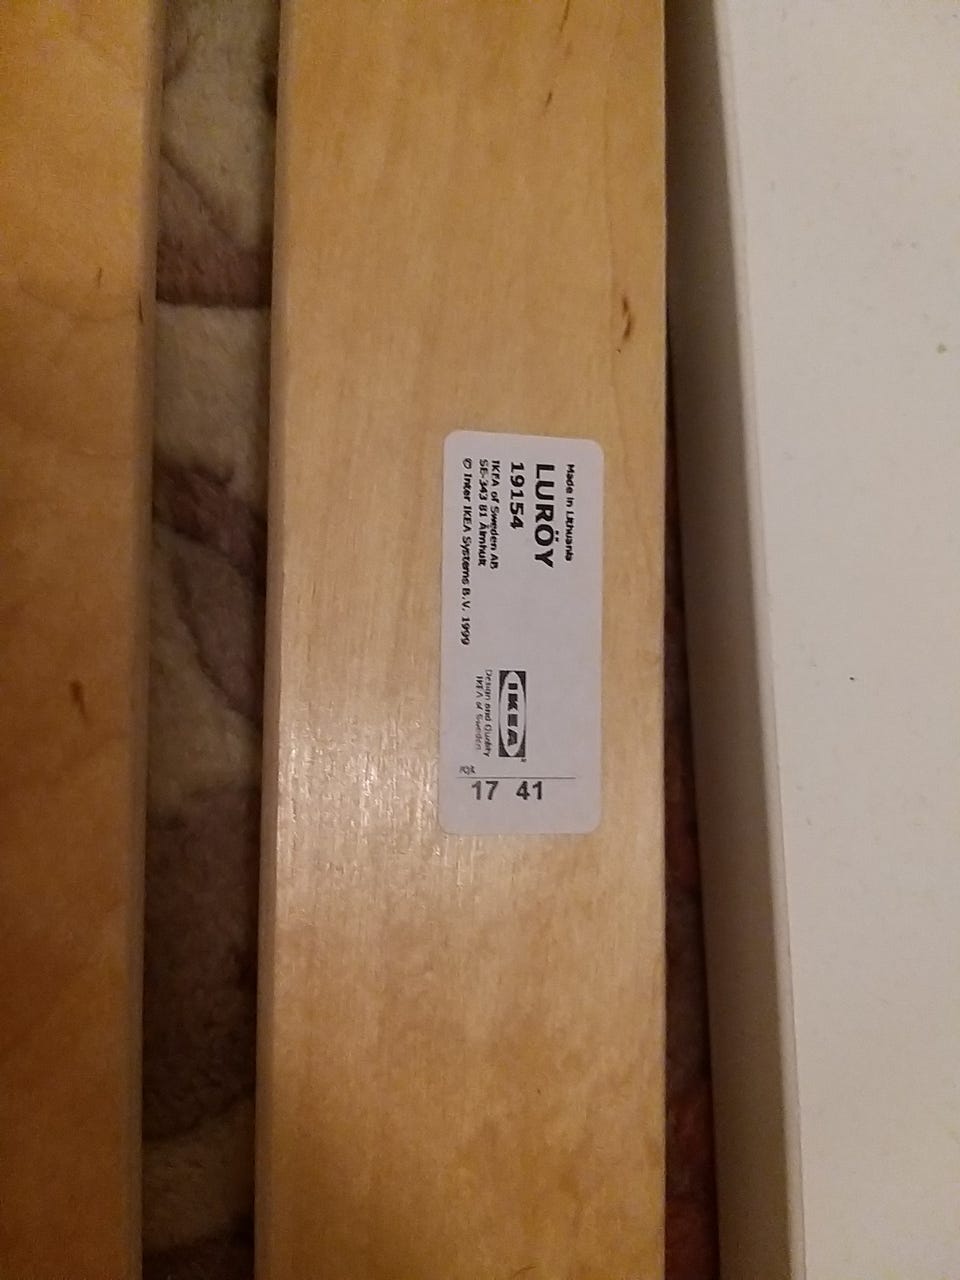 Made in Lithuania
LURÖY
19154
IKEA of Sweden AB
SE-343 81 Älmhult
© Inter IKEA Systems B.V. 1999
IKEA®
Design and Quality
IKEA of Sweden
17 41